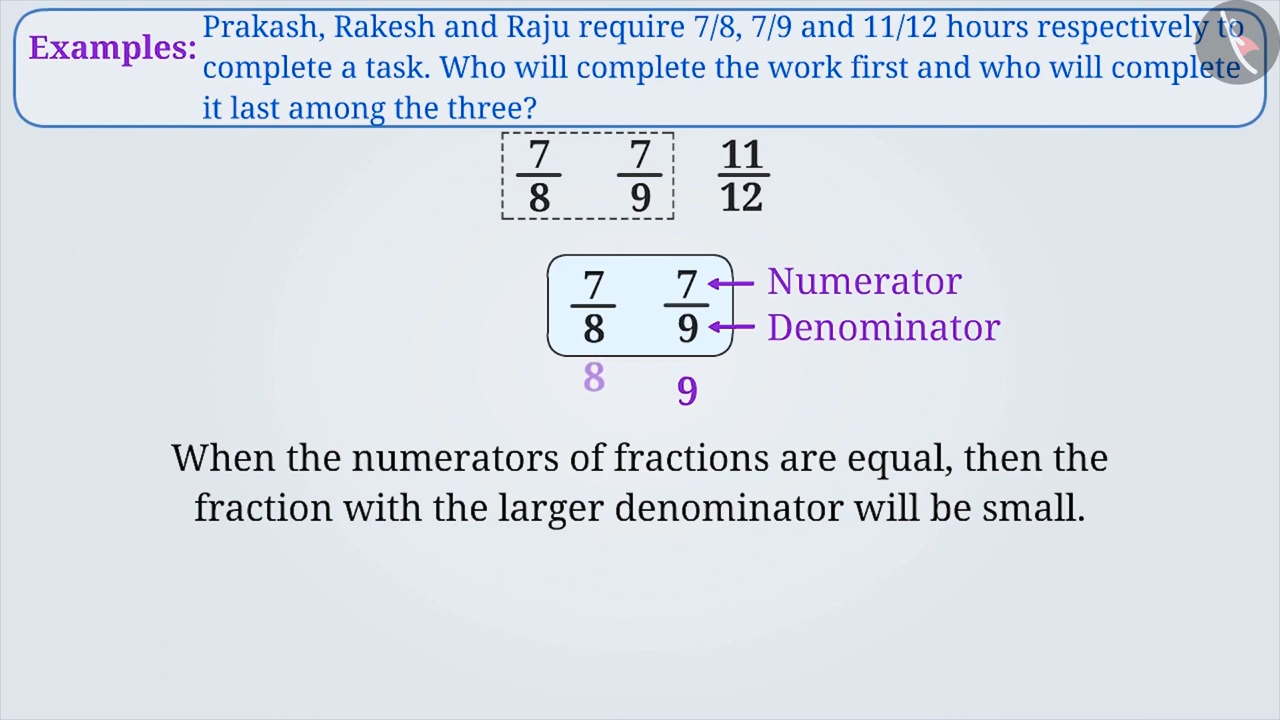 Examples: Prakash, Rakesh and Raju require 7/8, 7/9 and 11/12 hours respectively to
complete a task. Who will complete the work first and who will complete
it last among the three?
7 7 11
8 9 12
7 7 Numerator
8 9 Denominator
8 9
When the numerators of fractions are equal, then the
fraction with the larger denominator will be small.